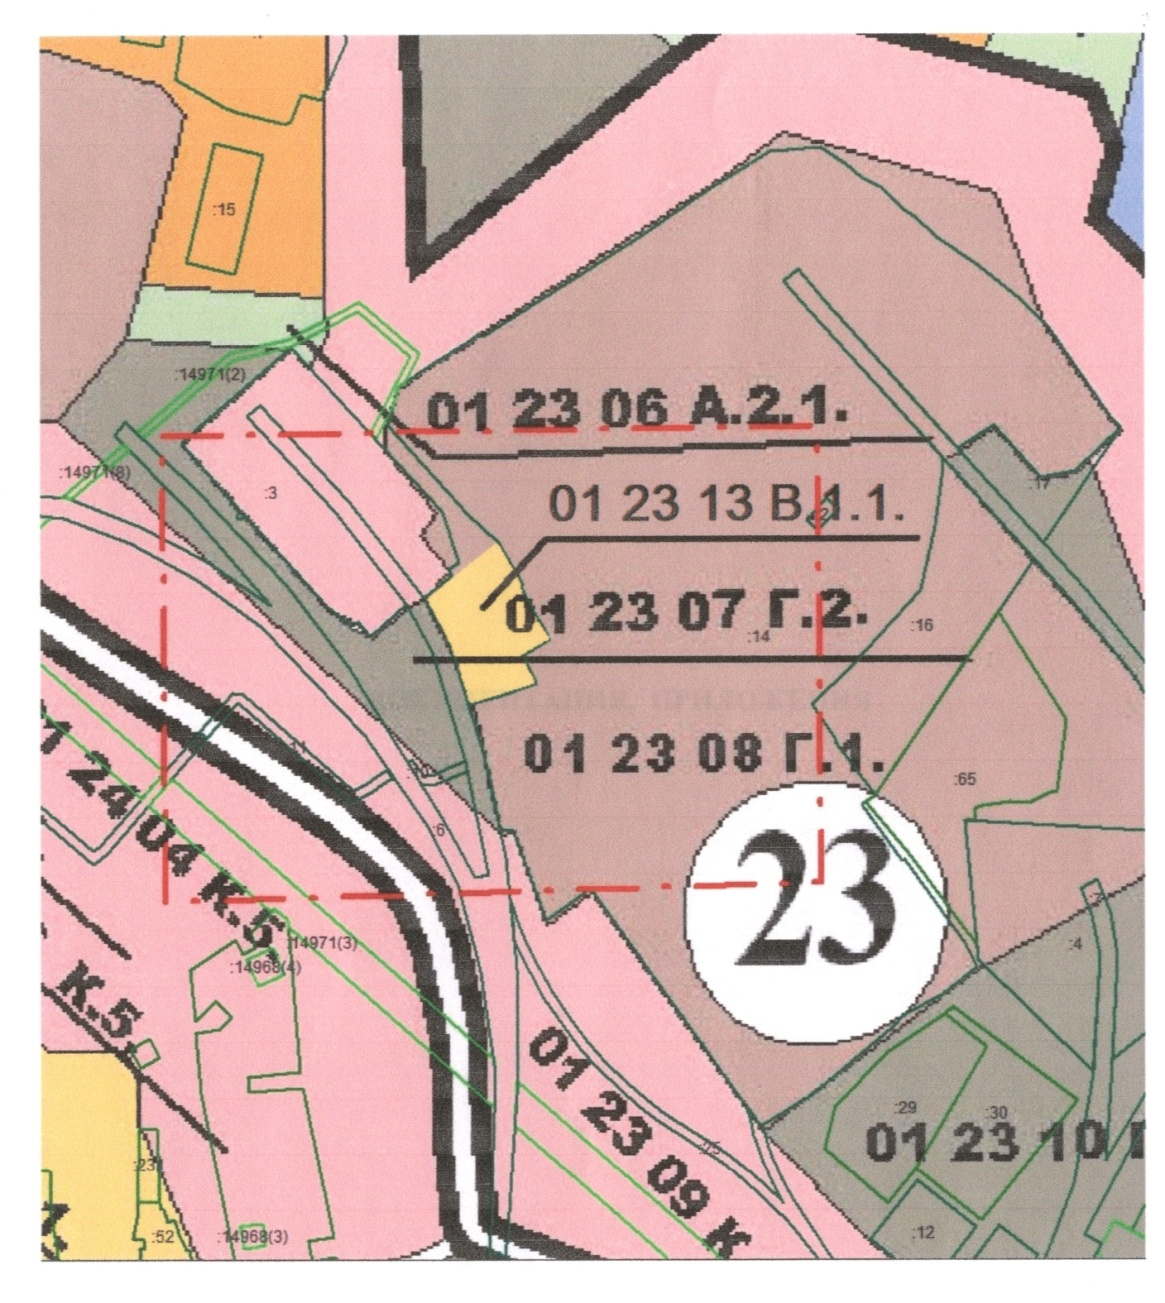 :15
:14971(2)
01 23 06 А.2.1.
:14971(8)
:3
:17
01 23 13 В.1.1.
01 23 07 Г.2.
:14
:16
01 23 08 Г.1.
:65
:6
1 24 04 К.5.
23
:14971(3)
:14968(4)
:4
К.5.
01 23 09 К
:29
:30
01 23 10 Г
:25
:23
:52
:14968(3)
:12